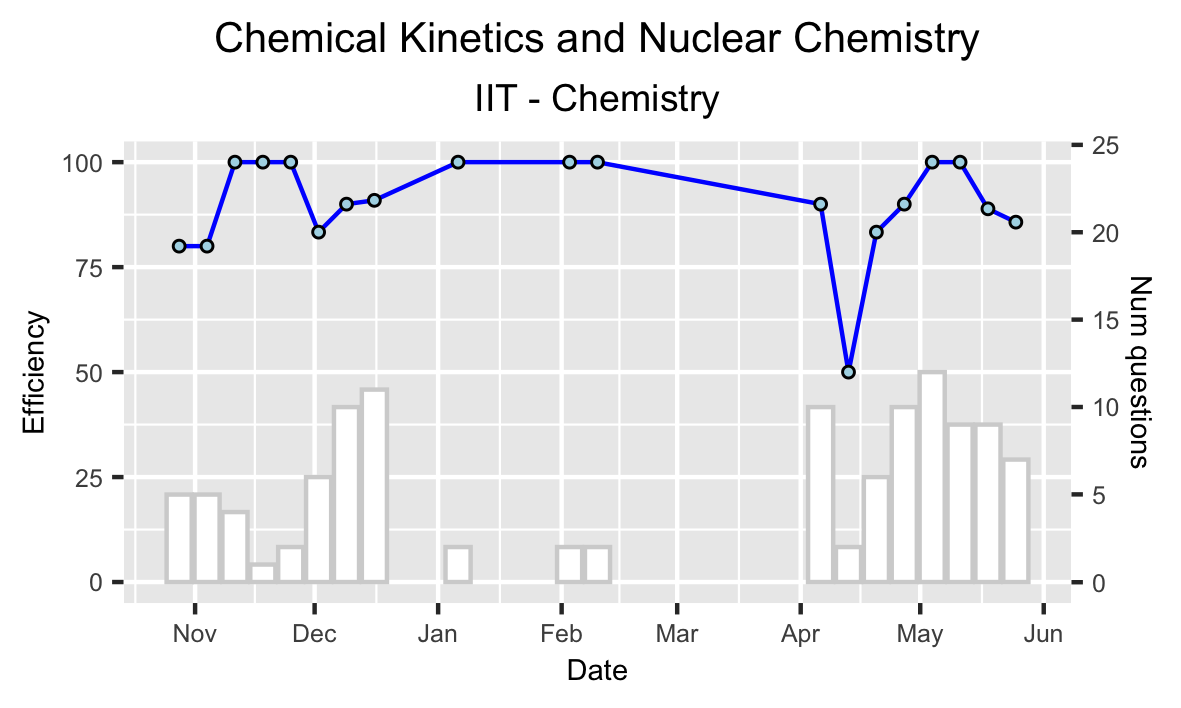 Chemical Kinetics and Nuclear Chemistry
IIT - Chemistry
Efficiency
100
75
50
25
0
25
20
15
10
5
0
Num questions
Nov Dec Jan Feb Mar Apr May Jun
Date